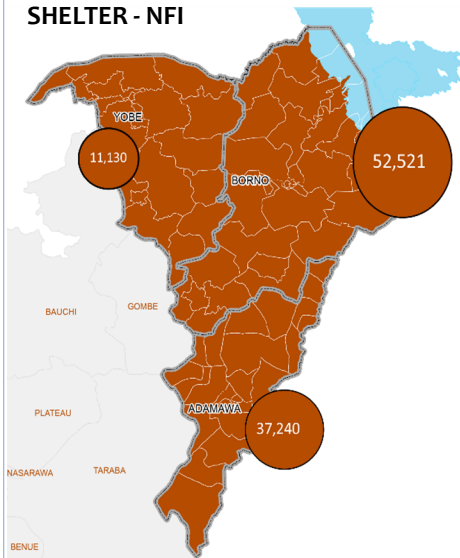 SHELTER - NFI
YOBE
11,130
52,521
BORNO
BAUCHI
GOMBE
ADAMAWA
37,240
PLATEAU
NASARAWA
TARABA
BENUE